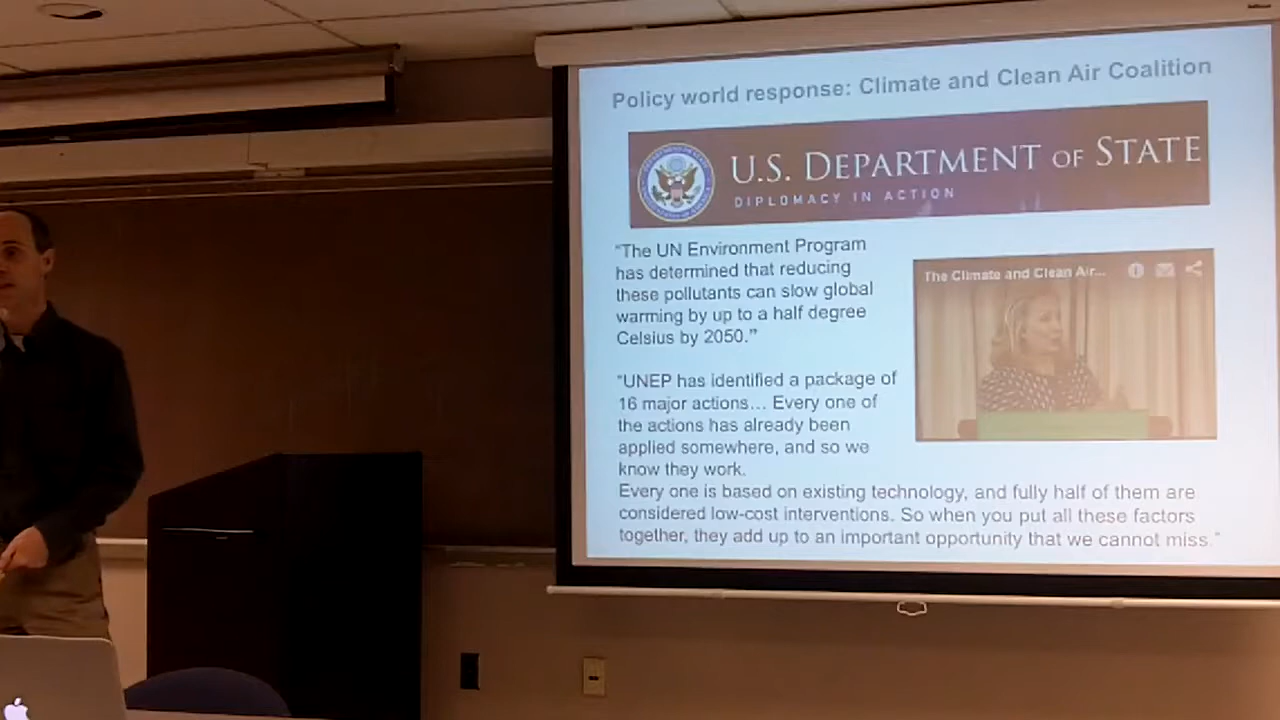 Policy world response: Climate and Clean Air Coalition
U.S. DEPARTMENT OF STATE
DIPLOMACY IN ACTION
“The UN Environment Program
has determined that reducing
these pollutants can slow global
warming by up to a half degree
Celsius by 2050.”
The Climate and Clean Air...
“UNEP has identified a package of
16 major actions… Every one of
the actions has already been
applied somewhere, and so we
know they work.
Every one is based on existing technology, and fully half of them are
considered low-cost interventions. So when you put all these factors
together, they add up to an important opportunity that we cannot miss.”